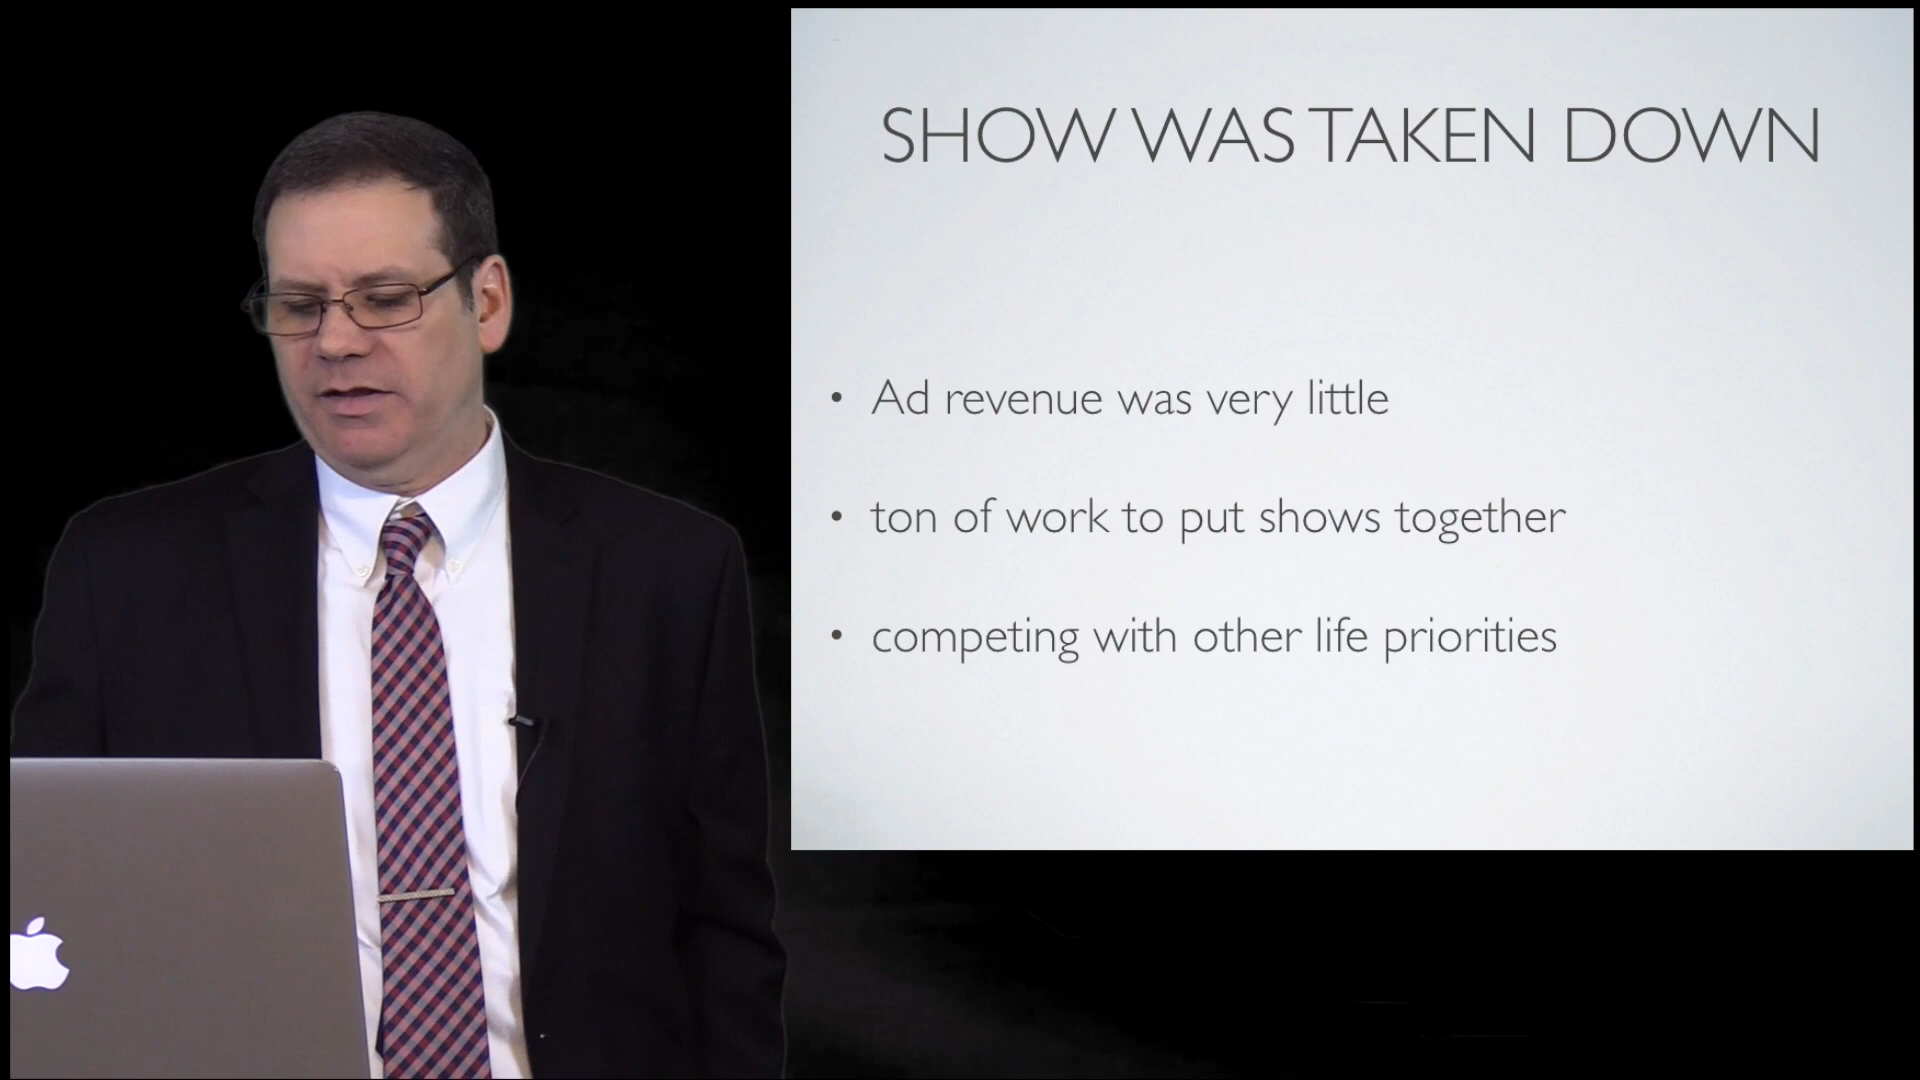 SHOW WAS TAKEN DOWN
• Ad revenue was very little
• ton of work to put shows together
• competing with other life priorities